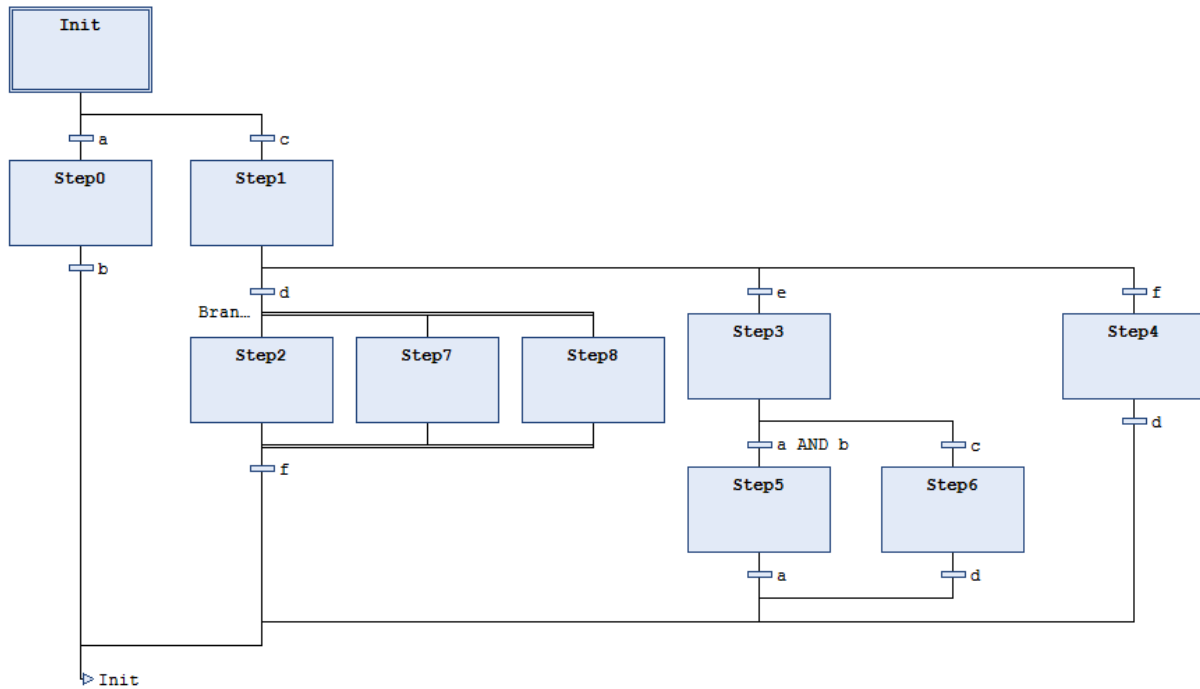 Init
a
c
Step0
Step1
b
d
e
f
Bran…
Step2
Step7
Step8
Step3
Step4
f
a AND b
c
d
Step5
Step6
a
d
Init